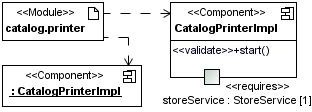 <<Module>>
catalog.printer
<<Component>>
CatalogPrinterImpl
<<validate>>+start()
<<Component>>
: CatalogPrinterImpl
<<requires>>
storeService : StoreService [1]